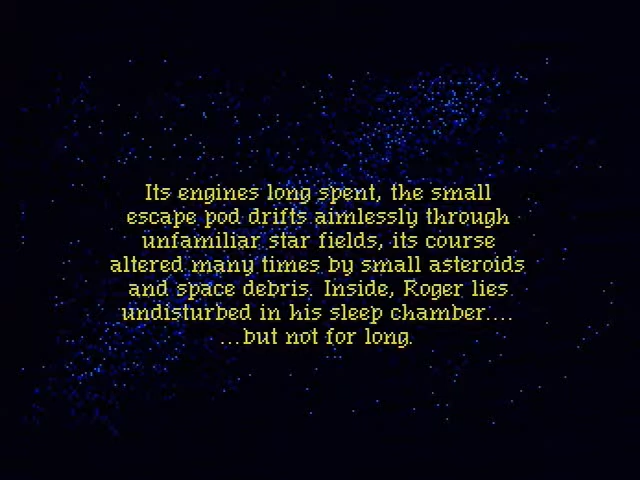 Its engines long spent, the small
escape pod drifts aimlessly through
unfamiliar star fields, its course
altered many times by small asteroids
and space debris. Inside, Roger lies
undisturbed in his sleep chamber....
...but not for long.